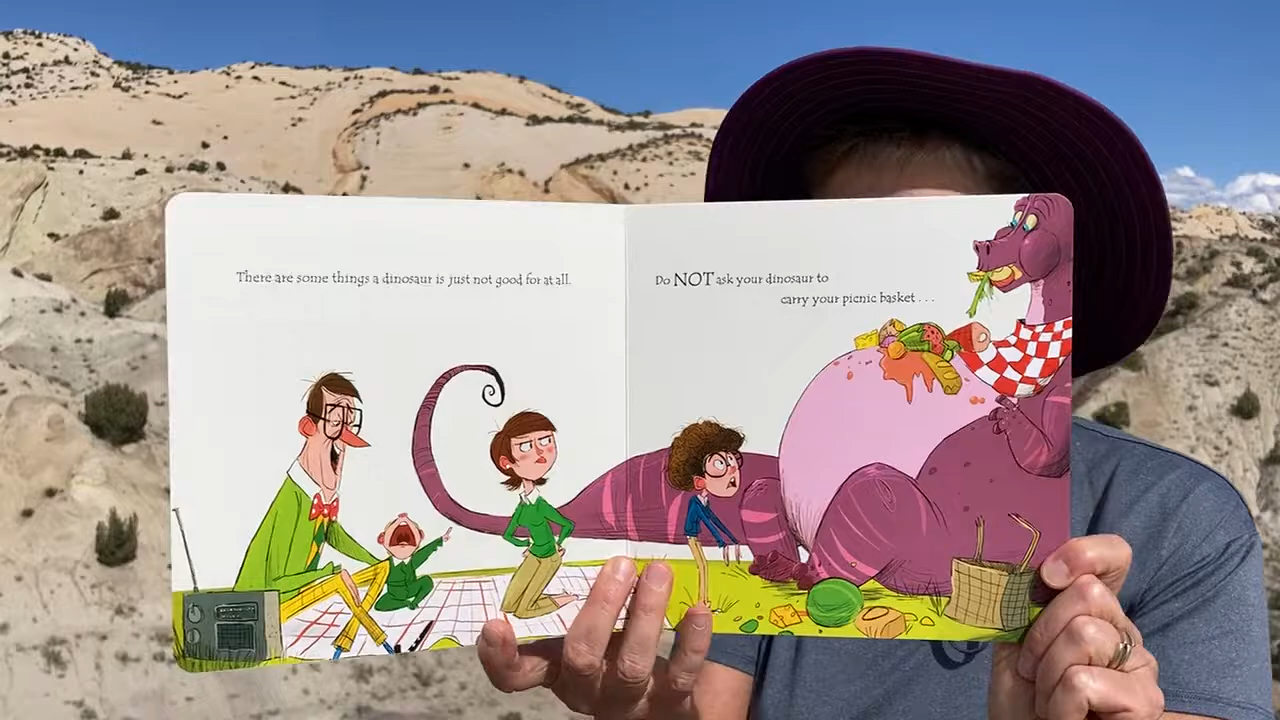 There are some things a dinosaur is just not good for at all.
Do NOT ask your dinosaur to
carry your picnic basket . . .